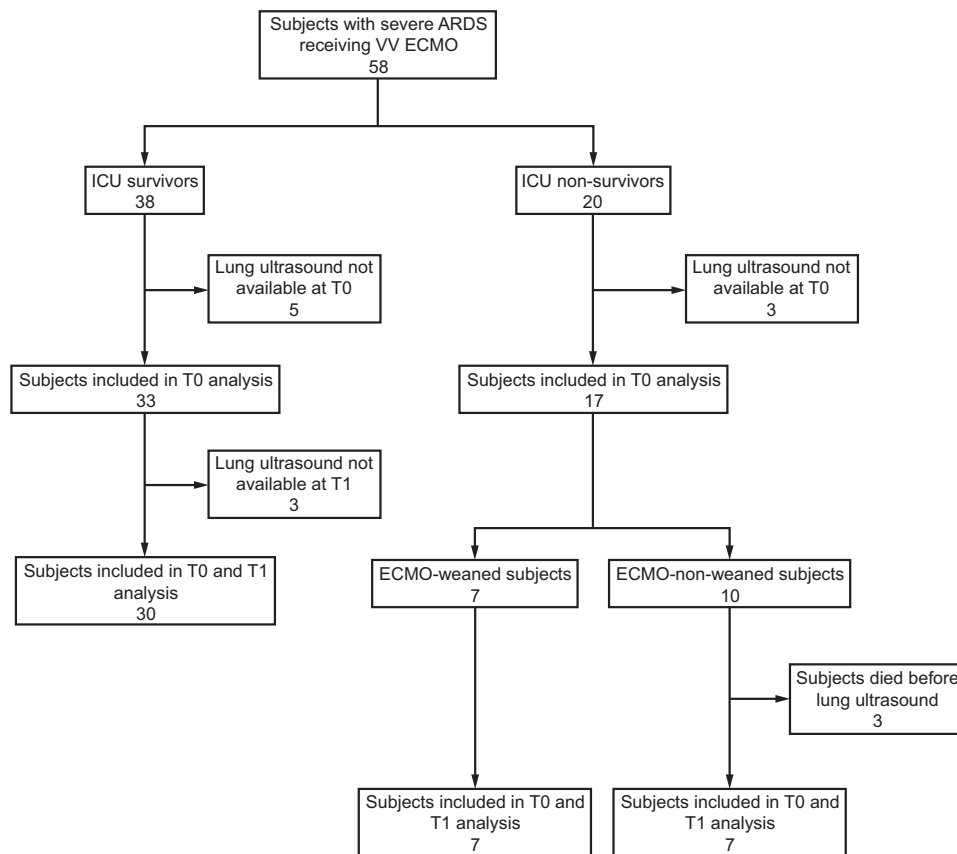 Subjects with severe ARDS
receiving VV ECMO
58
ICU survivors
38
ICU non-survivors
20
Lung ultrasound not
available at T0
5
Lung ultrasound not
available at T0
3
Subjects included in T0 analysis
33
Subjects included in T0 analysis
17
Lung ultrasound not
available at T1
3
Subjects included in T0 and T1
analysis
30
ECMO-weaned subjects
7
ECMO-non-weaned subjects
10
Subjects died before
lung ultrasound
3
Subjects included in T0 and
T1 analysis
7
Subjects included in T0 and
T1 analysis
7